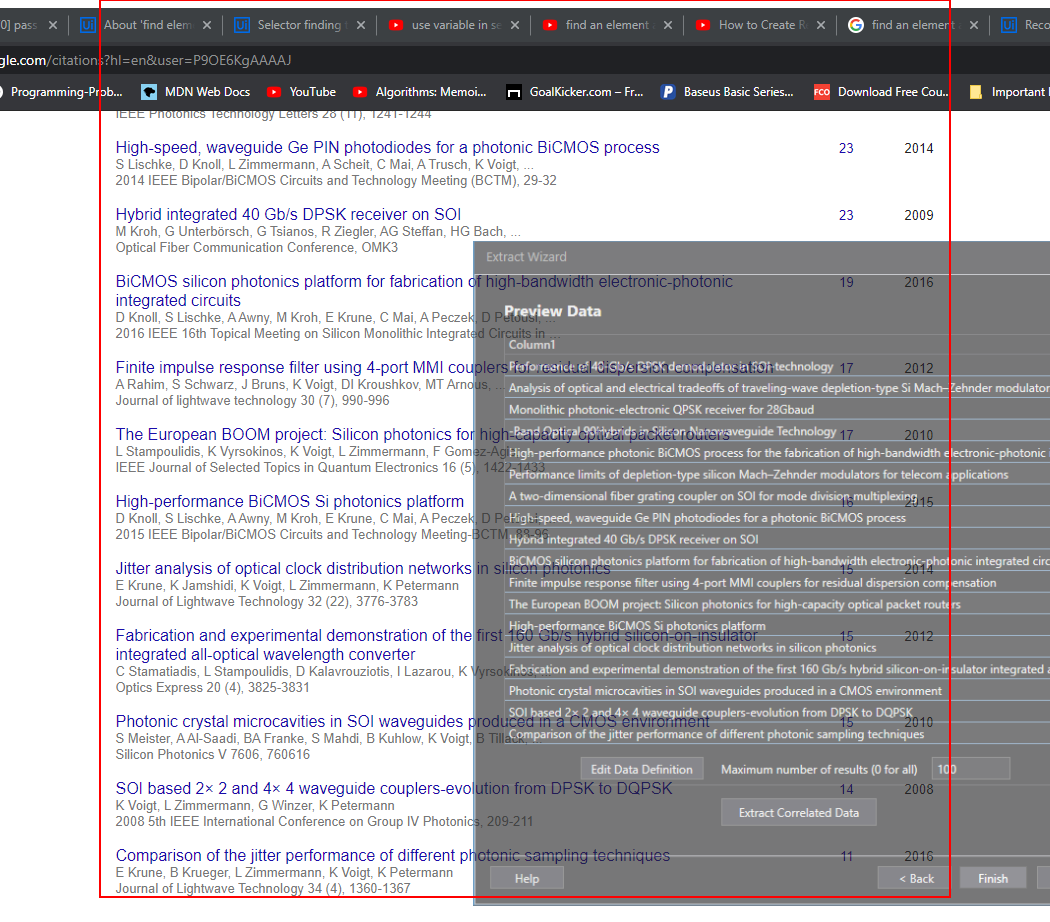 0] pass
About 'find elem
Selector finding
use variable in se
find an element
How to Create R
find an element
Reco
gle.com/citations?hl=en&user=P9OE6KgAAAAJ
Programming-Prob...
MDN Web Docs
YouTube
Algorithms: Memoi...
GoalKicker.com – Fr...
Baseus Basic Series...
Download Free Cou...
Important
IEEE Photonics Technology Letters 28 (11), 1241-1244
High-speed, waveguide Ge PIN photodiodes for a photonic BiCMOS process 23 2014
S Lischke, D Knoll, L Zimmermann, A Scheit, C Mai, A Trusch, K Voigt, ...
2014 IEEE Bipolar/BiCMOS Circuits and Technology Meeting (BCTM), 29-32
Hybrid integrated 40 Gb/s DPSK receiver on SOI 23 2009
M Kroh, G Unterbörsch, G Tsianos, R Ziegler, AG Steffan, HG Bach, ...
Optical Fiber Communication Conference, OMK3
BiCMOS silicon photonics platform for fabrication of high-bandwidth electronic-photonic 19 2016
integrated circuits
D Knoll, S Lischke, A Awny, M Kroh, E Krune, C Mai, A Peczek, D Petousi, ...
2016 IEEE 16th Topical Meeting on Silicon Monolithic Integrated Circuits in ...
Finite impulse response filter using 4-port MMI couplers for residual dispersion compensation 17 2012
A Rahim, S Schwarz, J Bruns, K Voigt, DI Kroushkov, MT Arnous, ...
Journal of lightwave technology 30 (7), 990-996
The European BOOM project: Silicon photonics for high-capacity optical packet routers 17 2010
L Stampoulidis, K Vyrsokinos, K Voigt, L Zimmermann, F Gomez-Agis
IEEE Journal of Selected Topics in Quantum Electronics 16 (5), 1422-1433
High-performance BiCMOS Si photonics platform 16 2015
D Knoll, S Lischke, A Awny, M Kroh, E Krune, C Mai, A Peczek, D
2015 IEEE Bipolar/BiCMOS Circuits and Technology Meeting-BCTM, 88-96
Jitter analysis of optical clock distribution networks in silicon photonics 15 2014
E Krune, K Jamshidi, K Voigt, L Zimmermann, K Petermann
Journal of Lightwave Technology 32 (22), 3776-3783
Fabrication and experimental demonstration of the first 160 Gb/s hybrid silicon-on-insulator 15 2012
integrated all-optical wavelength converter
C Stamatiadis, L Stampoulidis, D Kalavrouziotis, I Lazarou, K Vyrsokinos, ...
Optics Express 20 (4), 3825-3831
Photonic crystal microcavities in SOI waveguides produced in a CMOS environment 15 2010
S Meister, A Al-Saadi, BA Franke, S Mahdi, B Kuhlow, K Voigt, B Tillack, ...
Silicon Photonics V 7606, 760616
SOI based 2× 2 and 4× 4 waveguide couplers-evolution from DPSK to DQPSK 14 2008
K Voigt, L Zimmermann, G Winzer, K Petermann
2008 5th IEEE International Conference on Group IV Photonics, 209-211
Comparison of the jitter performance of different photonic sampling techniques 11 2016
E Krune, B Krueger, L Zimmermann, K Voigt, K Petermann
Journal of Lightwave Technology 34 (4), 1360-1367
Extract Wizard
Preview Data
Column1
Performance of 40-Gb/s DPSK demodulator in SOI-technology
Analysis of optical and electrical tradeoffs of traveling-wave depletion-type Si Mach–Zehnder modulator
Monolithic photonic-electronic QPSK receiver for 28Gbaud
-Band Optical 90°Hybrids in Silicon Nanowaveguide Technology
High-performance photonic BiCMOS process for the fabrication of high-bandwidth electronic-photonic
Performance limits of depletion-type silicon Mach–Zehnder modulators for telecom applications
A two-dimensional fiber grating coupler on SOI for mode division multiplexing
High-speed, waveguide Ge PIN photodiodes for a photonic BiCMOS process
Hybrid integrated 40 Gb/s DPSK receiver on SOI
BiCMOS silicon photonics platform for fabrication of high-bandwidth electronic-photonic integrated circ
Finite impulse response filter using 4-port MMI couplers for residual dispersion compensation
The European BOOM project: Silicon photonics for high-capacity optical packet routers
High-performance BiCMOS Si photonics platform
Jitter analysis of optical clock distribution networks in silicon photonics
Fabrication and experimental demonstration of the first 160 Gb/s hybrid silicon-on-insulator integrated a
Photonic crystal microcavities in SOI waveguides produced in a CMOS environment
SOI based 2× 2 and 4× 4 waveguide couplers-evolution from DPSK to DQPSK
Comparison of the jitter performance of different photonic sampling techniques
Edit Data Definition
Maximum number of results (0 for all) 100
Extract Correlated Data
Help
< Back
Finish